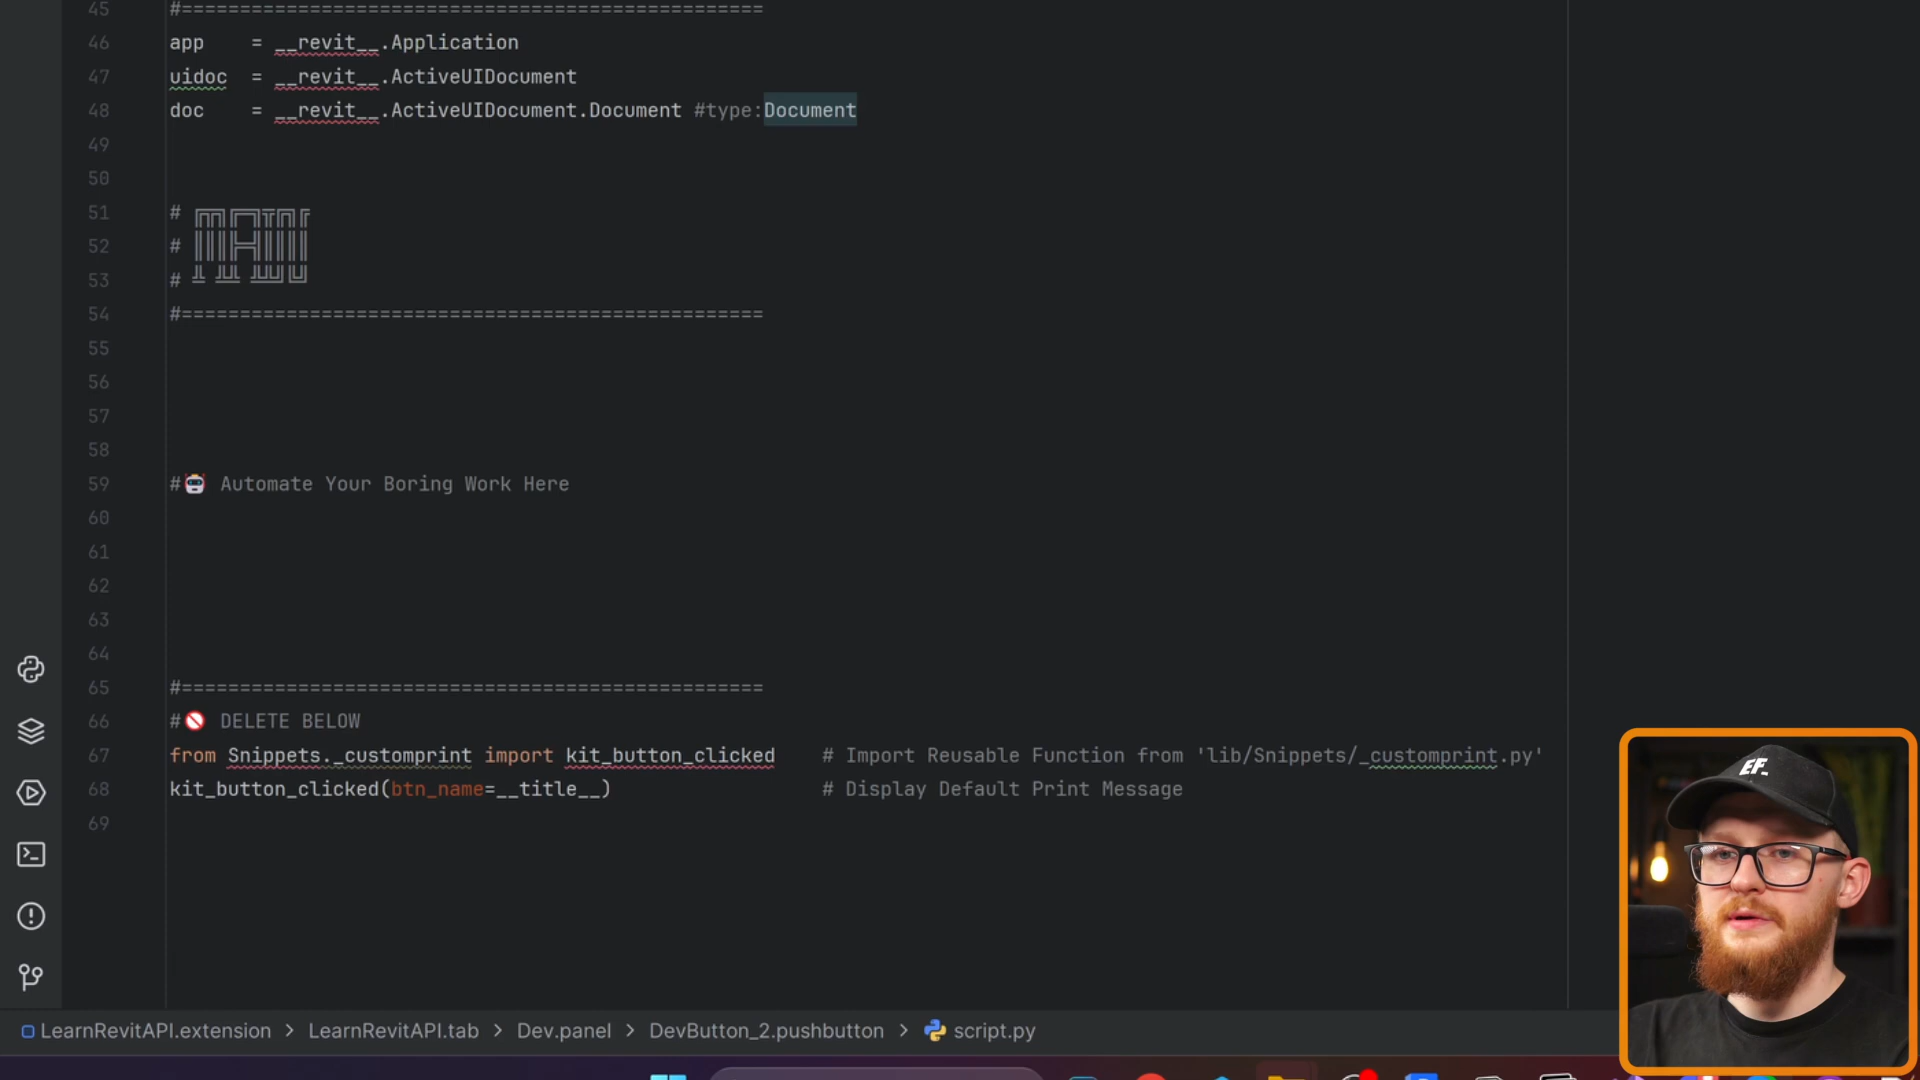 45 #==================================================
46 app    = __revit__.Application
47 uidoc  = __revit__.ActiveUIDocument
48 doc    = __revit__.ActiveUIDocument.Document #type:Document
49
50
51 # ╔╦╗╔═╗╦╔╗╔
52 # ║║║╠═╣║║║║
53 # ╩ ╩╩ ╩╩╝╚╝
54 #==================================================
55
56
57
58
59 #🤖 Automate Your Boring Work Here
60
61
62
63
64
65 #==================================================
66 #🚫 DELETE BELOW
67 from Snippets._customprint import kit_button_clicked    # Import Reusable Function from 'lib/Snippets/_customprint.py'
68 kit_button_clicked(btn_name=__title__)                  # Display Default Print Message
69
EF_
LearnRevitAPI.extension > LearnRevitAPI.tab > Dev.panel > DevButton_2.pushbutton > script.py